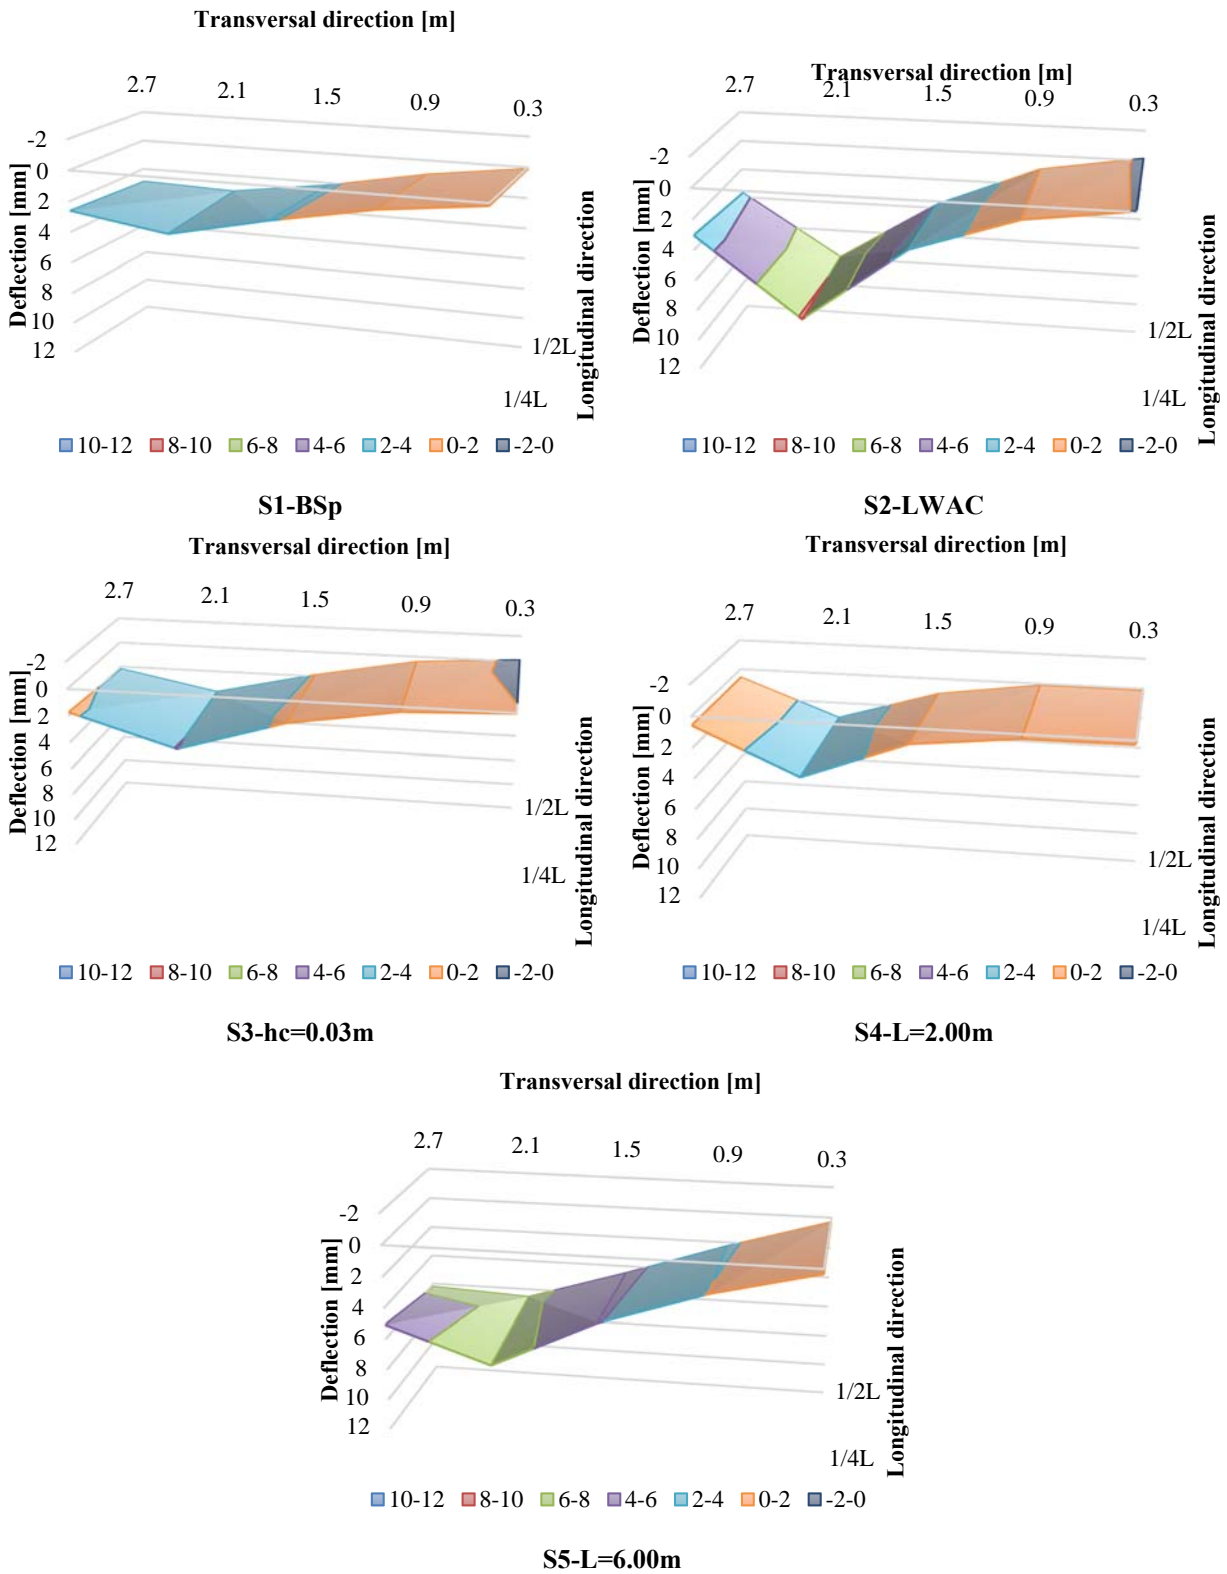 Transversal direction [m]
2.7 2.1 1.5 0.9 0.3
-2
0
2
4
6
8
10
12
Deflection [mm]
Longitudinal direction
1/2L
1/4L
10-12 8-10 6-8 4-6 2-4 0-2 -2-0
S1-BSp
Transversal direction [m]
2.7 2.1 1.5 0.9 0.3
-2
0
2
4
6
8
10
12
Deflection [mm]
Longitudinal direction
1/2L
1/4L
10-12 8-10 6-8 4-6 2-4 0-2 -2-0
S2-LWAC
Transversal direction [m]
2.7 2.1 1.5 0.9 0.3
-2
0
2
4
6
8
10
12
Deflection [mm]
Longitudinal direction
1/2L
1/4L
10-12 8-10 6-8 4-6 2-4 0-2 -2-0
S3-hc=0.03m
Transversal direction [m]
2.7 2.1 1.5 0.9 0.3
-2
0
2
4
6
8
10
12
Deflection [mm]
Longitudinal direction
1/2L
1/4L
10-12 8-10 6-8 4-6 2-4 0-2 -2-0
S4-L=2.00m
Transversal direction [m]
2.7 2.1 1.5 0.9 0.3
-2
0
2
4
6
8
10
12
Deflection [mm]
Longitudinal direction
1/2L
1/4L
10-12 8-10 6-8 4-6 2-4 0-2 -2-0
S5-L=6.00m